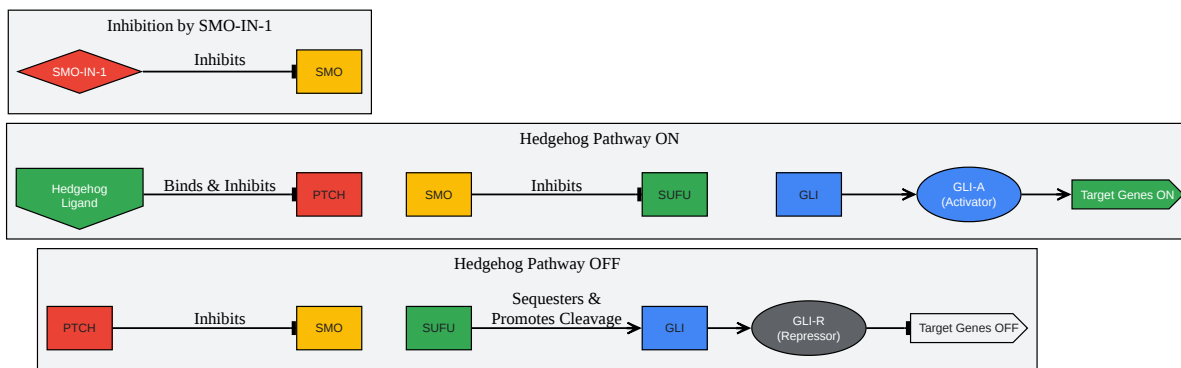 Inhibition by SMO-IN-1
SMO-IN-1
Inhibits
SMO
Hedgehog Pathway ON
Hedgehog
Ligand
Binds & Inhibits
PTCH
SMO
Inhibits
SUFU
GLI
GLI-A
(Activator)
Target Genes ON
Hedgehog Pathway OFF
PTCH
Inhibits
SMO
SUFU
Sequesters &
Promotes Cleavage
GLI
GLI-R
(Repressor)
Target Genes OFF